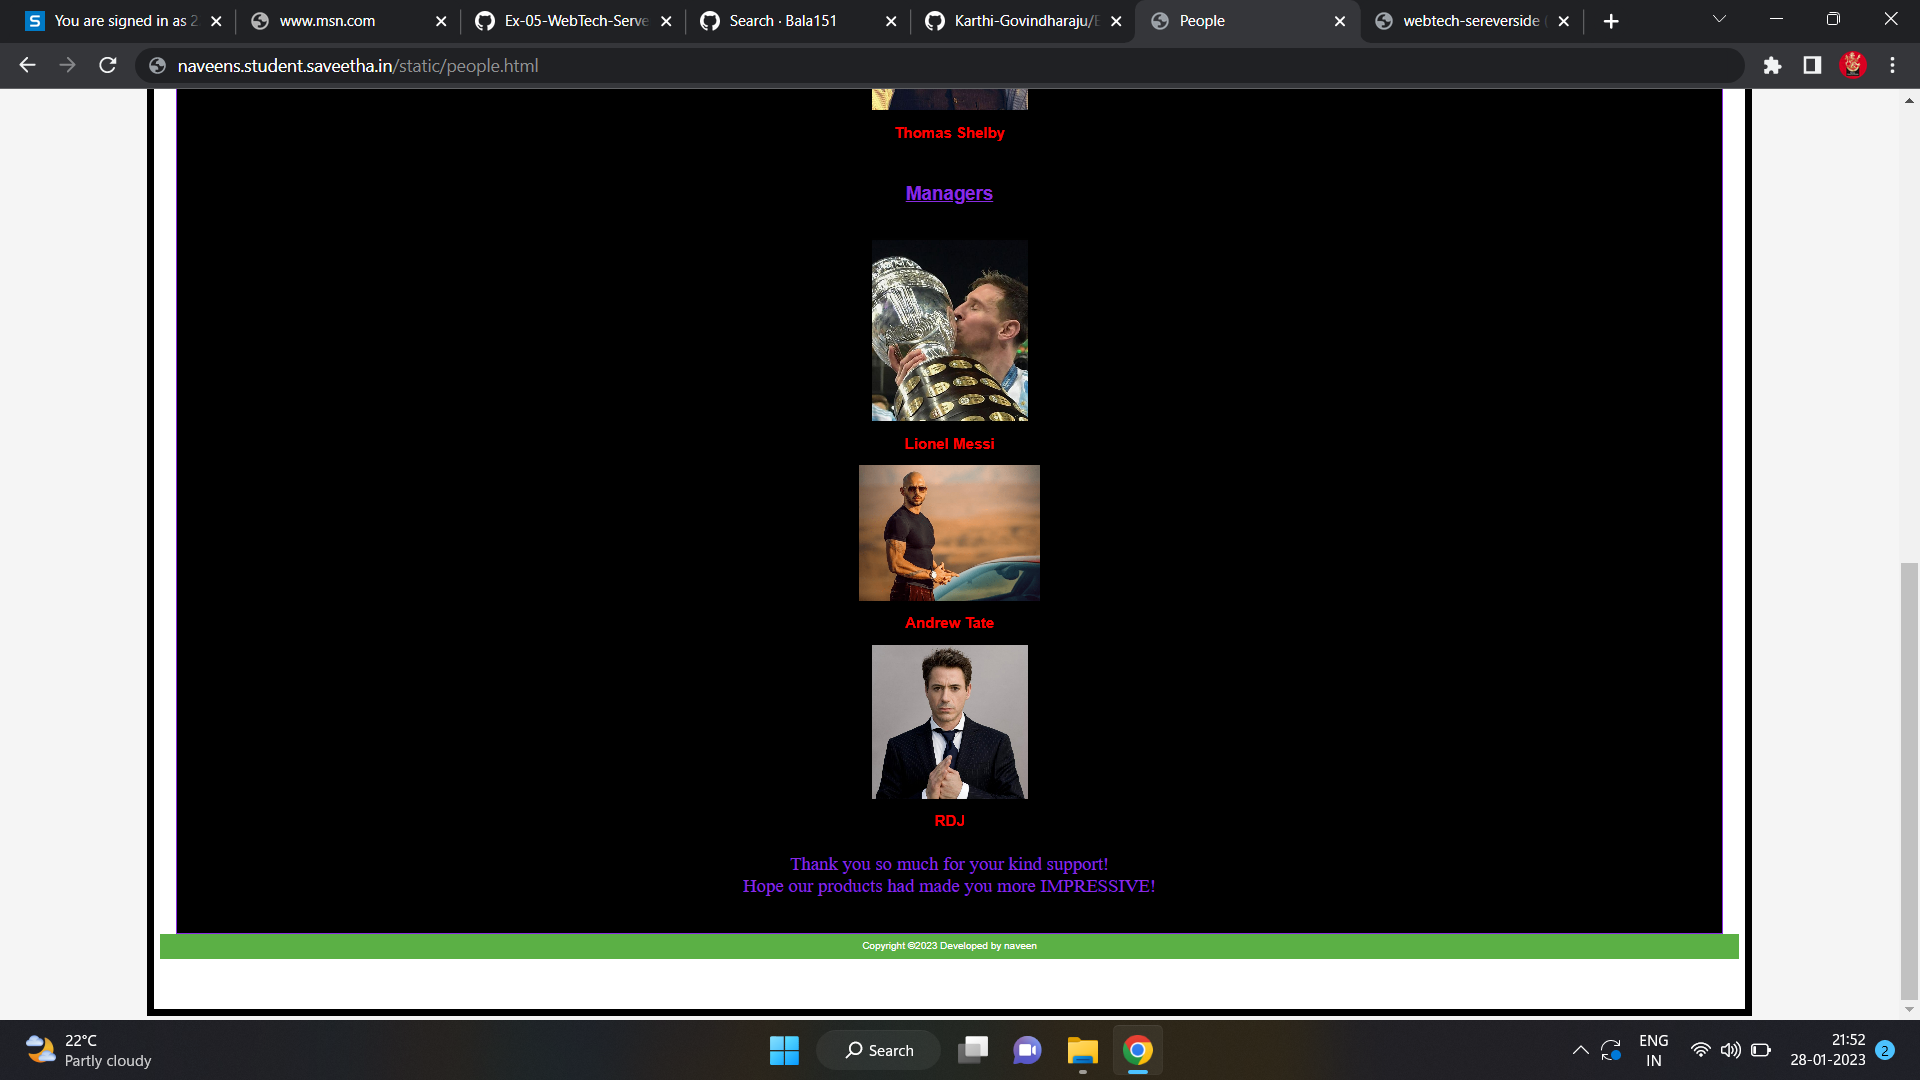 You are signed in as 2
www.msn.com
Ex-05-WebTech-Serve
Search · Bala151
Karthi-Govindharaju/E
People
webtech-sereverside (
naveens.student.saveetha.in/static/people.html
Thomas Shelby
Managers
Lionel Messi
Andrew Tate
RDJ
Thank you so much for your kind support!
Hope our products had made you more IMPRESSIVE!
Copyright ©2023 Developed by naveen
22°C
Partly cloudy
Search
ENG
IN
21:52
28-01-2023
2